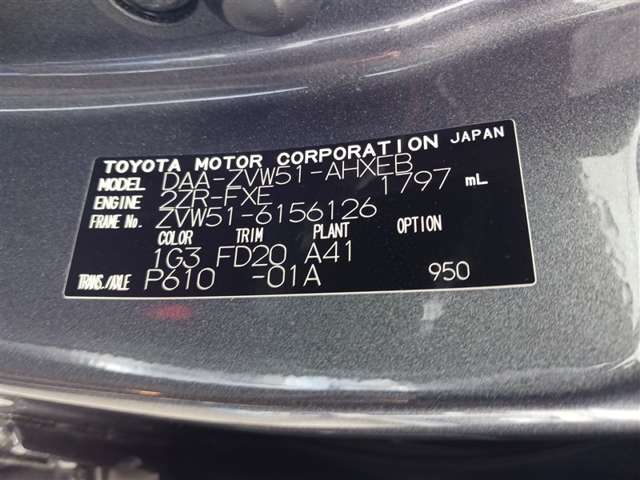 TOYOTA MOTOR CORPORATION JAPAN
MODEL DAA-ZVW51-AHXEB
ENGINE 2ZR-FXE 1797 mL
FRAME No. ZVW51-6156126
COLOR TRIM PLANT OPTION
1G3 FD20 A41
TRANS./AXLE P610 -01A 950